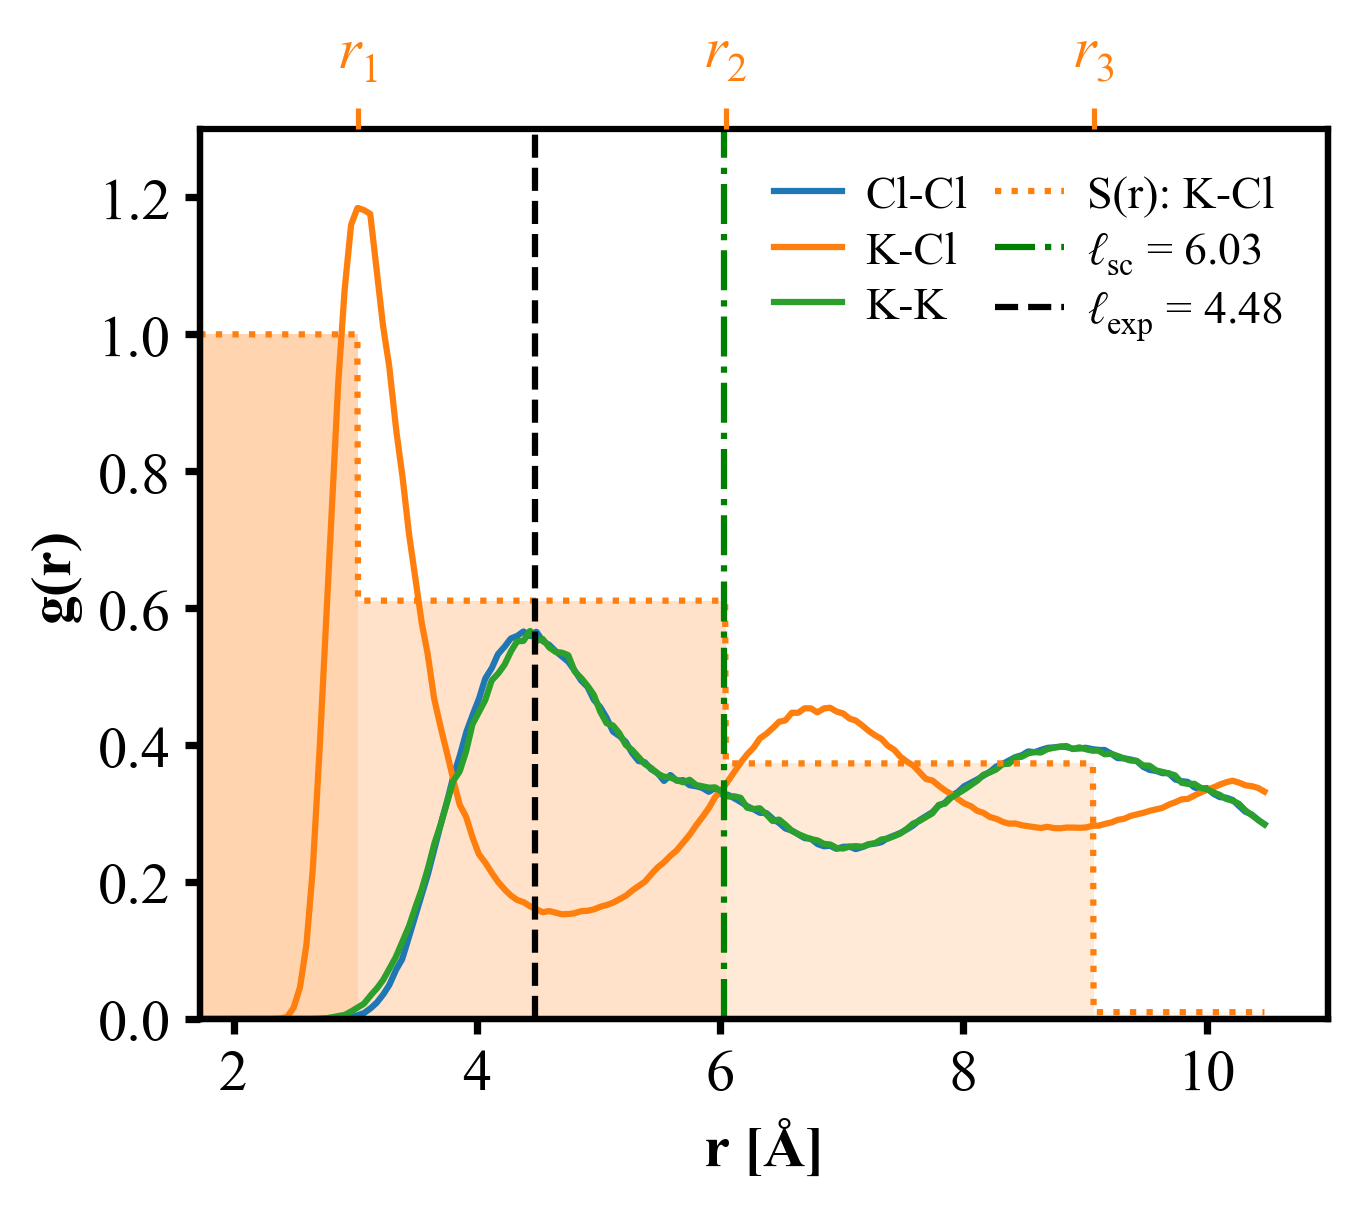 r₁ r₂ r₃
1.2
1.0
0.8
0.6
0.4
0.2
0.0
g(r)
Cl-Cl
K-Cl
K-K
S(r): K-Cl
ℓsc = 6.03
ℓexp = 4.48
2 4 6 8 10
r [Å]